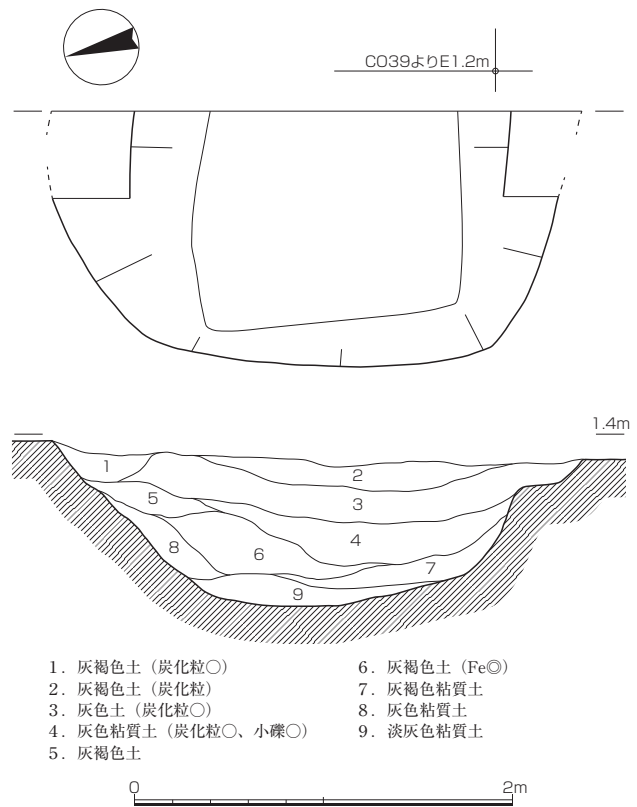 CO39よりE1.2m
1.4m
1
2
3
5
4
8
6
7
9
1．灰褐色土（炭化粒○）
2．灰褐色土（炭化粒）
3．灰色土（炭化粒○）
4．灰色粘質土（炭化粒○、小礫○）
5．灰褐色土
6．灰褐色土（Fe◎）
7．灰褐色粘質土
8．灰色粘質土
9．淡灰色粘質土
0
2m